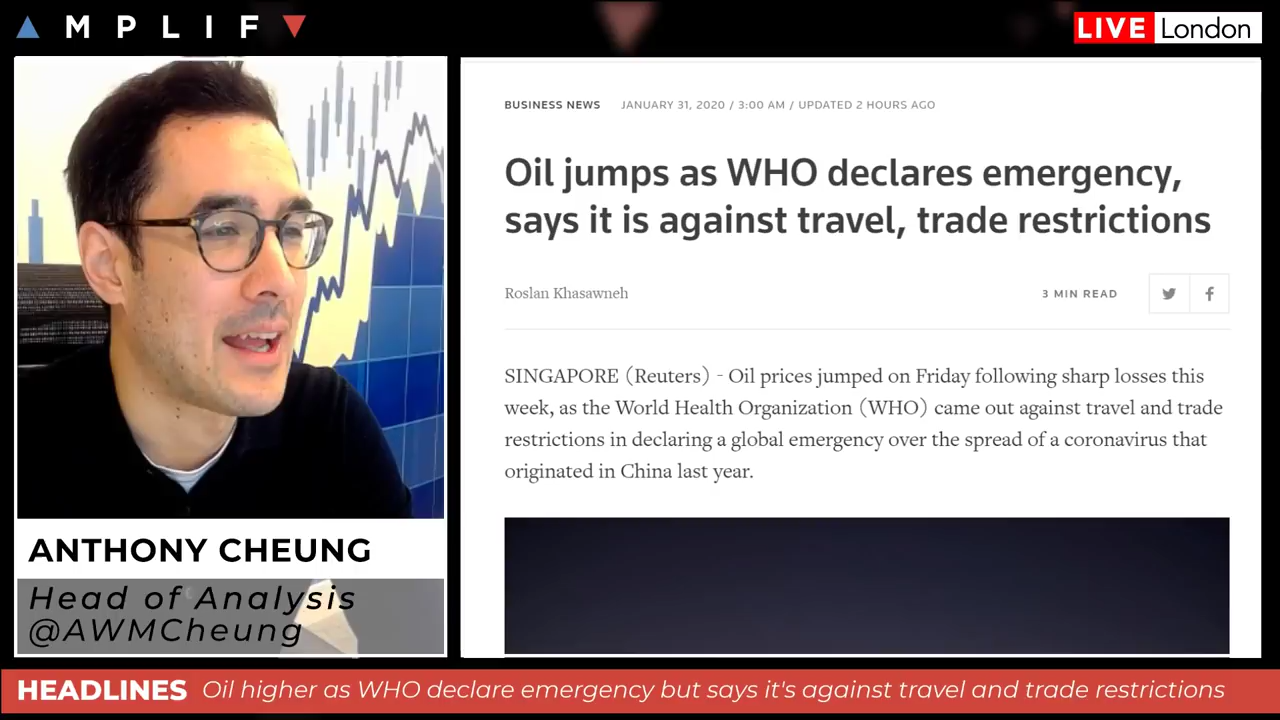 AMPLIFY
LIVE London
BUSINESS NEWS JANUARY 31, 2020 / 3:00 AM / UPDATED 2 HOURS AGO
Oil jumps as WHO declares emergency,
says it is against travel, trade restrictions
Roslan Khasawneh
3 MIN READ
SINGAPORE (Reuters) - Oil prices jumped on Friday following sharp losses this
week, as the World Health Organization (WHO) came out against travel and trade
restrictions in declaring a global emergency over the spread of a coronavirus that
originated in China last year.
ANTHONY CHEUNG
Head of Analysis
@AWMCheung
HEADLINES Oil higher as WHO declare emergency but says it's against travel and trade restrictions